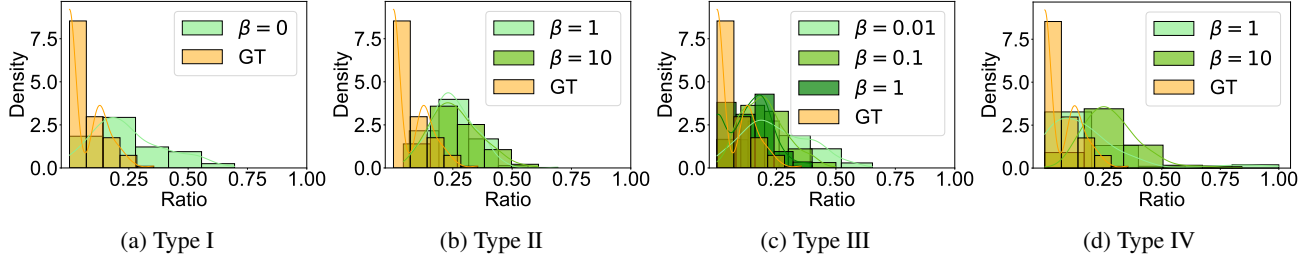 β = 0
GT
Density
7.5
5.0
2.5
0.0
0.25 0.50 0.75 1.00
Ratio
(a) Type I
β = 1
β = 10
GT
Density
7.5
5.0
2.5
0.0
0.25 0.50 0.75 1.00
Ratio
(b) Type II
β = 0.01
β = 0.1
β = 1
GT
Density
7.5
5.0
2.5
0.0
0.25 0.50 0.75 1.00
Ratio
(c) Type III
β = 1
β = 10
GT
Density
7.5
5.0
2.5
0.0
0.25 0.50 0.75 1.00
Ratio
(d) Type IV